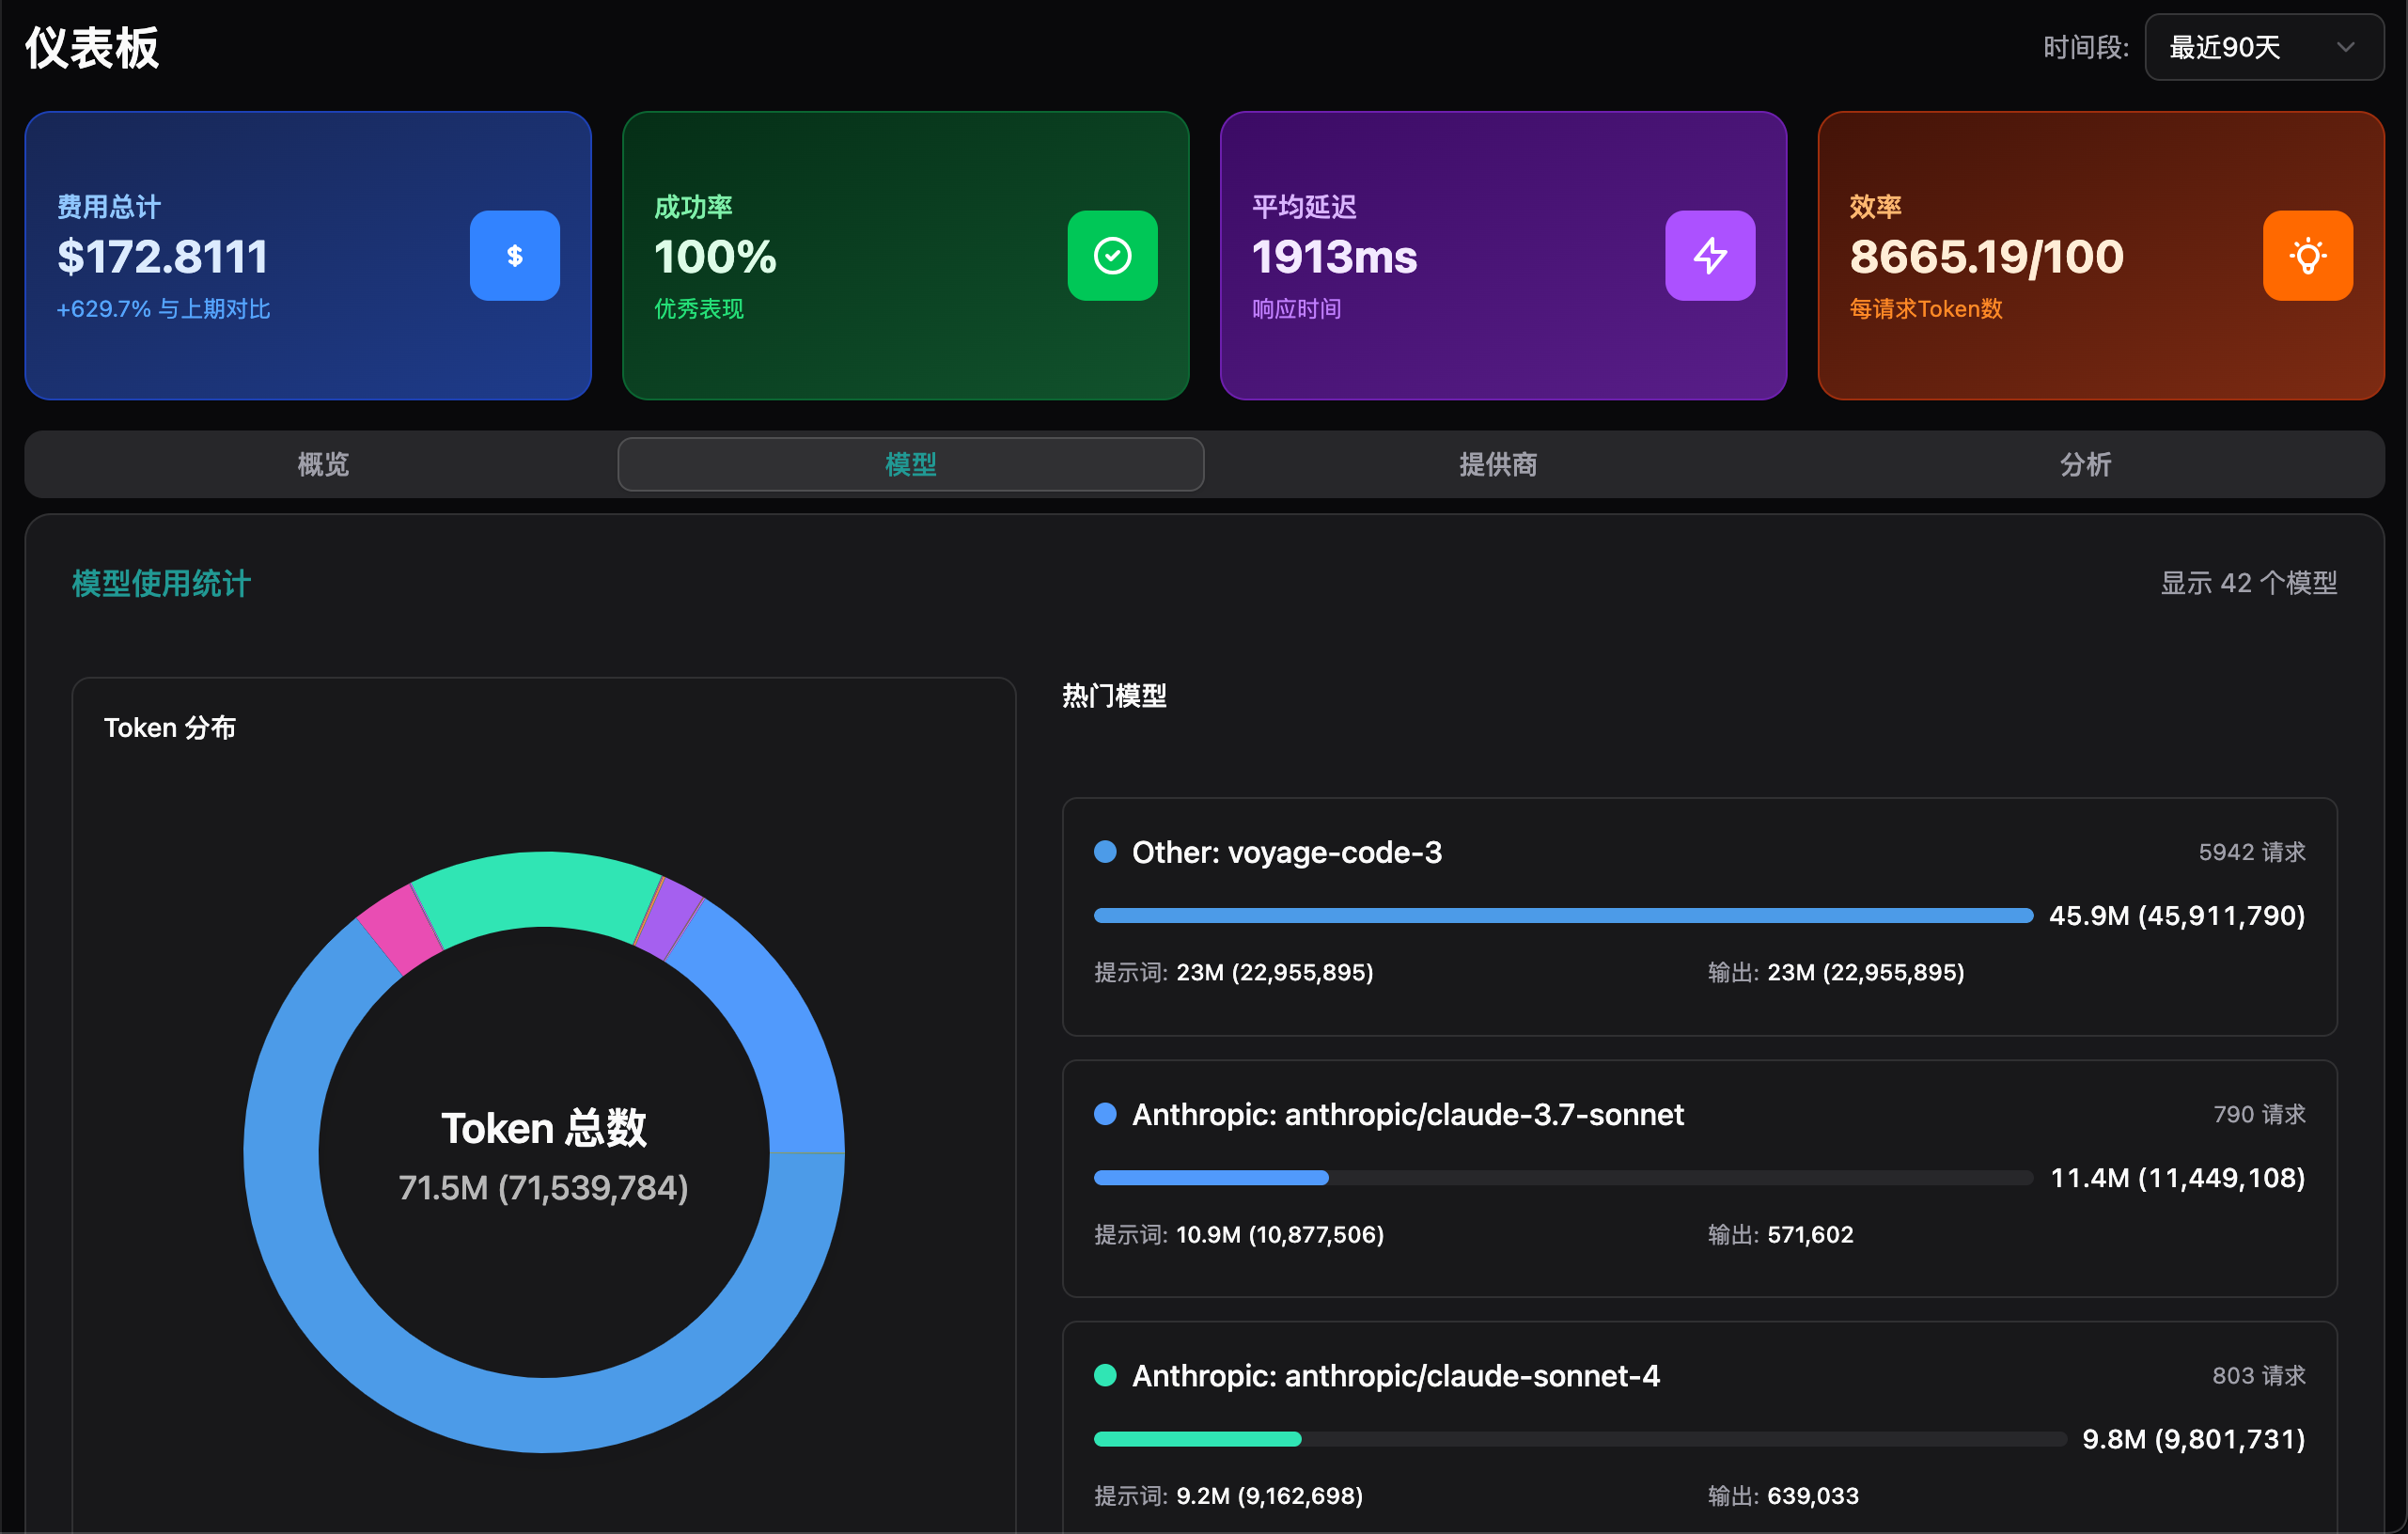 仪表板
时间段: 最近90天
费用总计
$172.8111
+629.7% 与上期对比
$
成功率
100%
优秀表现
平均延迟
1913ms
响应时间
效率
8665.19/100
每请求Token数
概览
模型
提供商
分析
模型使用统计
显示 42 个模型
Token 分布
Token 总数
71.5M (71,539,784)
热门模型
Other: voyage-code-3
5942 请求
45.9M (45,911,790)
提示词: 23M (22,955,895)
输出: 23M (22,955,895)
Anthropic: anthropic/claude-3.7-sonnet
790 请求
11.4M (11,449,108)
提示词: 10.9M (10,877,506)
输出: 571,602
Anthropic: anthropic/claude-sonnet-4
803 请求
9.8M (9,801,731)
提示词: 9.2M (9,162,698)
输出: 639,033